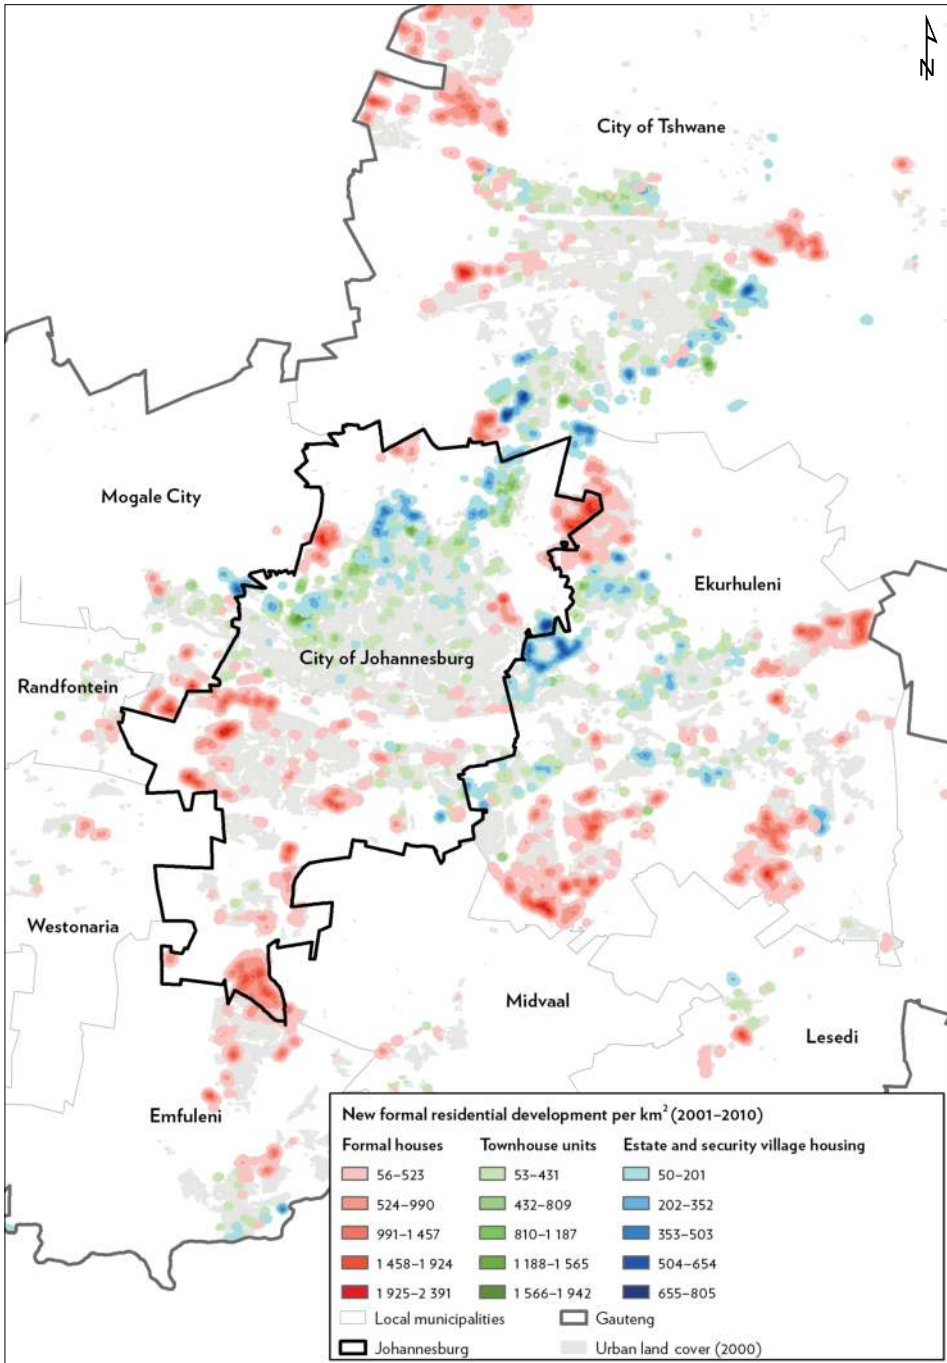 N
City of Tshwane
Mogale City
Ekurhuleni
City of Johannesburg
Randfontein
Westonaria
Midvaal
Lesedi
Emfuleni
New formal residential development per km² (2001–2010)
Formal houses Townhouse units Estate and security village housing
56–523 53–431 50–201
524–990 432–809 202–352
991–1 457 810–1 187 353–503
1 458–1 924 1 188–1 565 504–654
1 925–2 391 1 566–1 942 655–805
Local municipalities Gauteng
Johannesburg Urban land cover (2000)